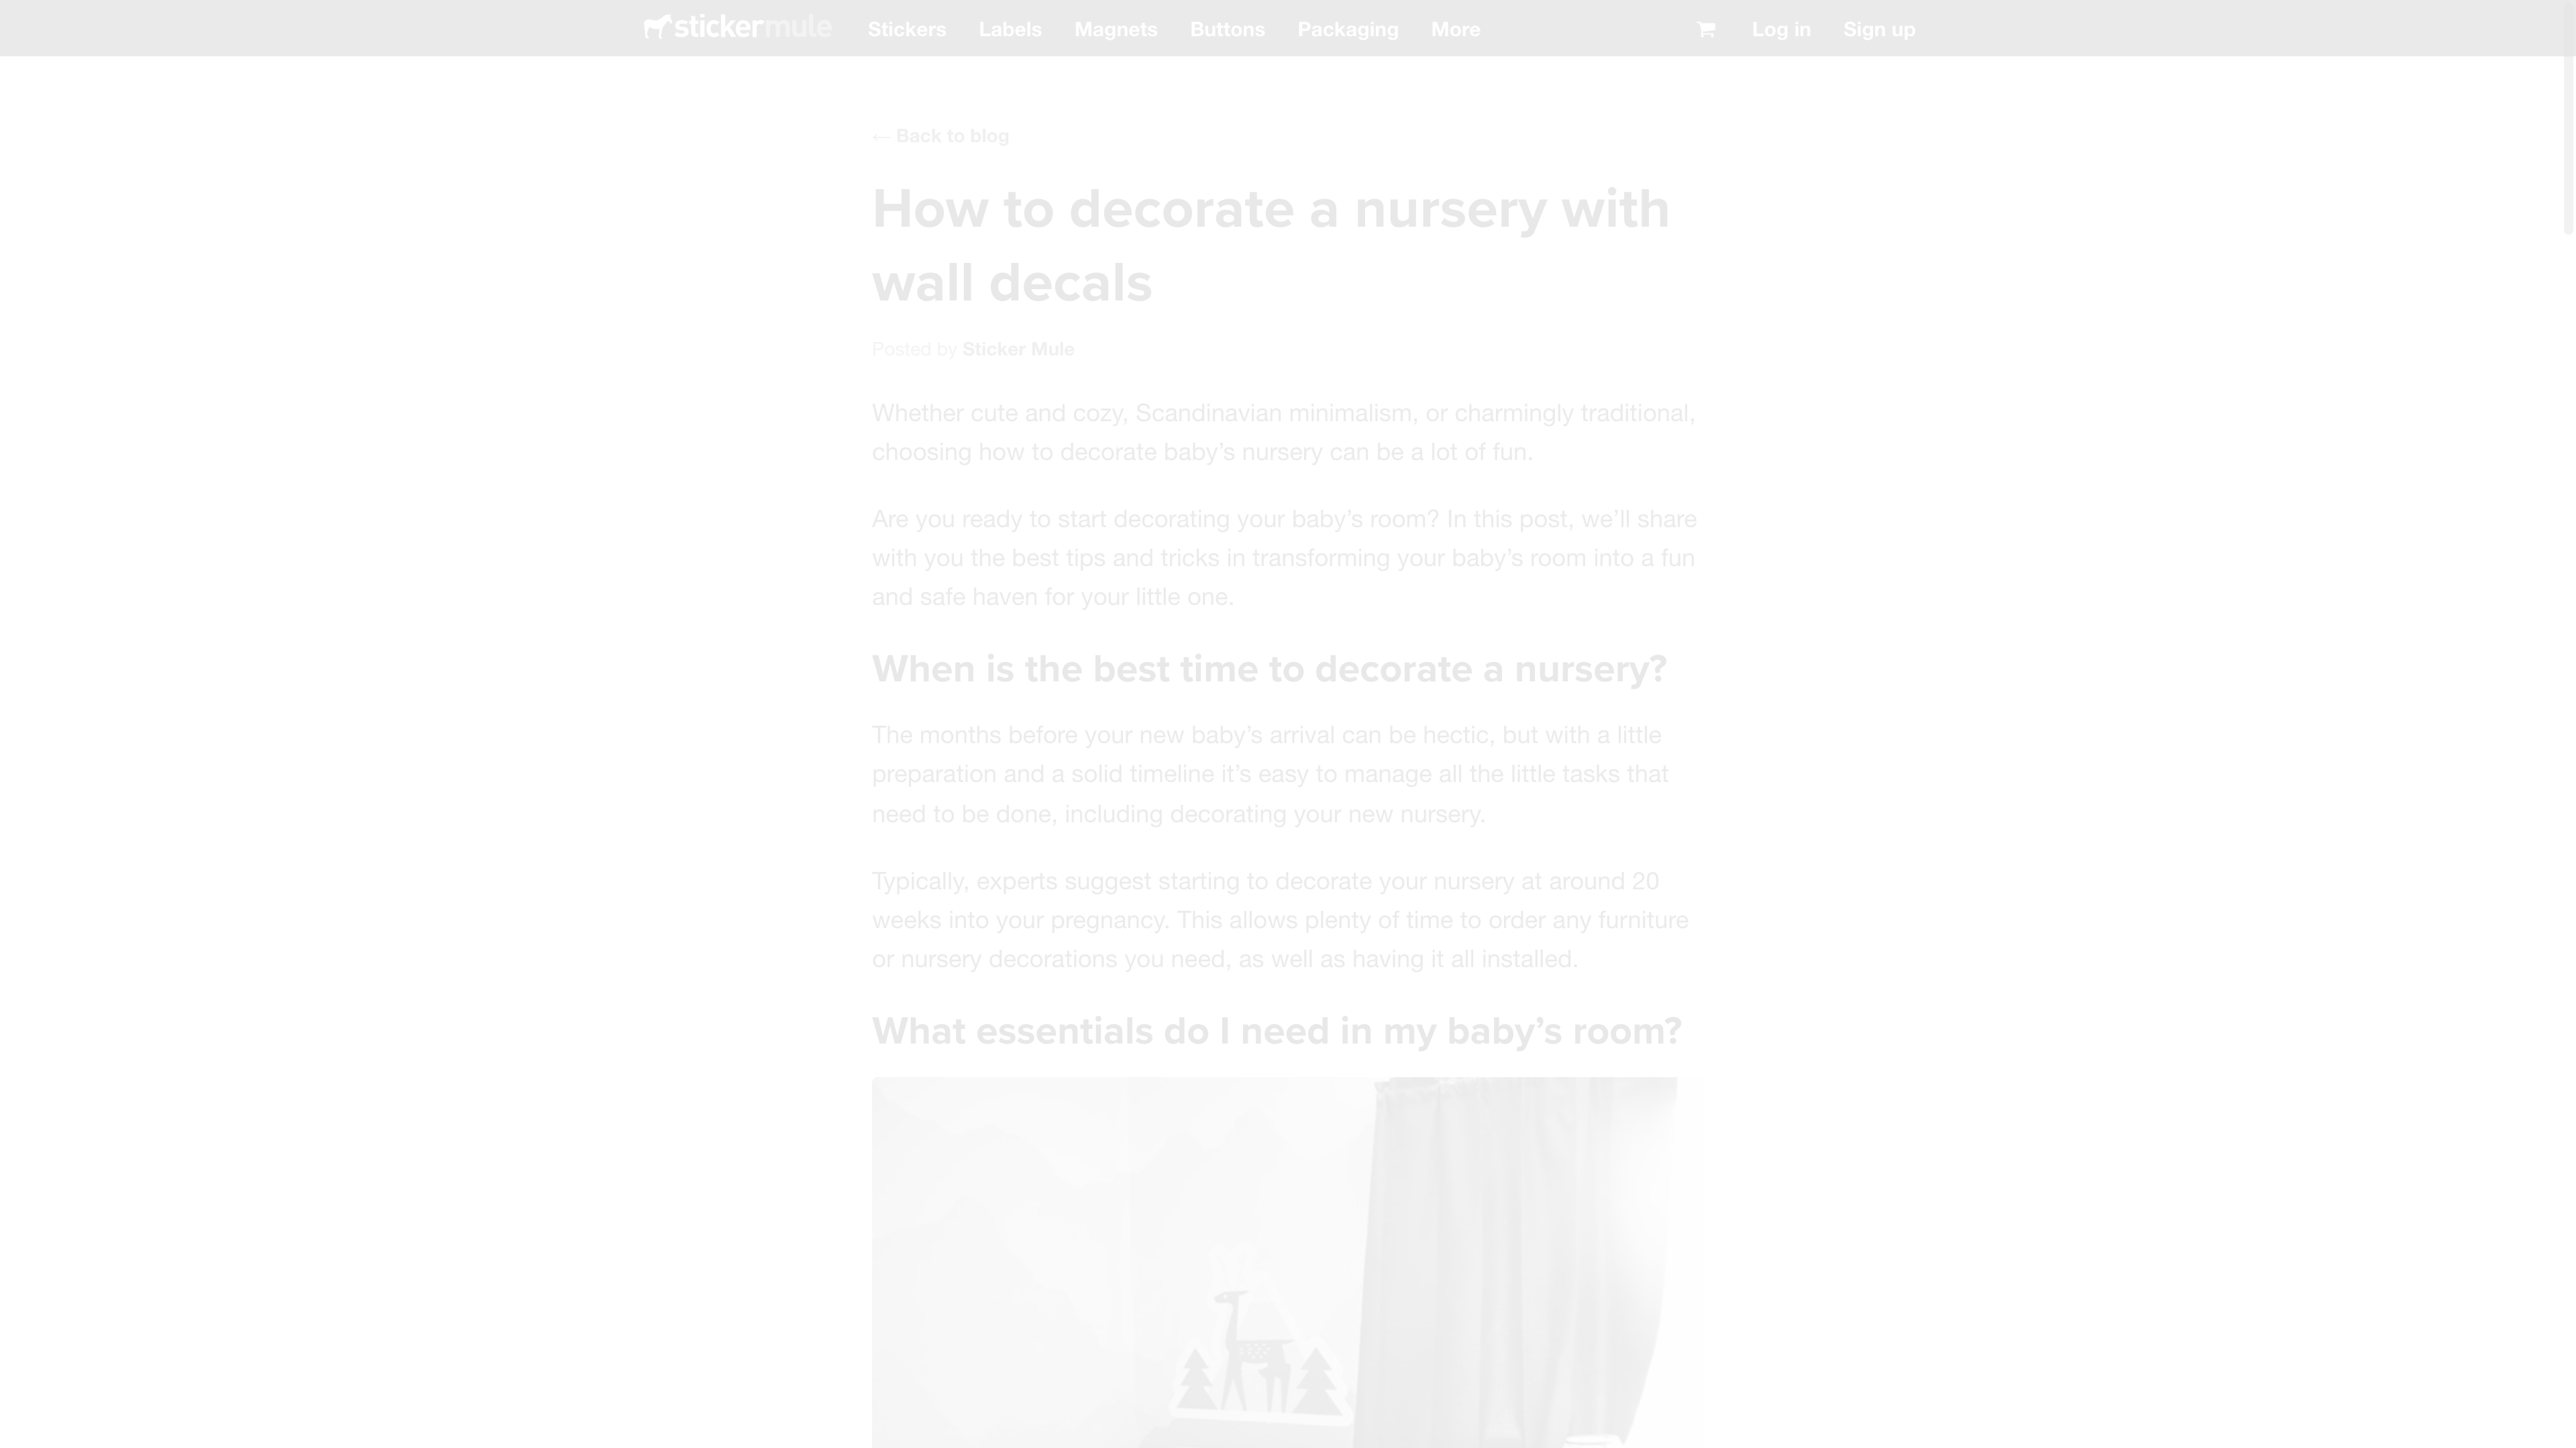 stickermule
Stickers
Labels
Magnets
Buttons
Packaging
More
Log in
Sign up
← Back to blog
How to decorate a nursery with
wall decals
Posted by Sticker Mule
Whether cute and cozy, Scandinavian minimalism, or charmingly traditional,
choosing how to decorate baby’s nursery can be a lot of fun.
Are you ready to start decorating your baby’s room? In this post, we’ll share
with you the best tips and tricks in transforming your baby’s room into a fun
and safe haven for your little one.
When is the best time to decorate a nursery?
The months before your new baby’s arrival can be hectic, but with a little
preparation and a solid timeline it’s easy to manage all the little tasks that
need to be done, including decorating your new nursery.
Typically, experts suggest starting to decorate your nursery at around 20
weeks into your pregnancy. This allows plenty of time to order any furniture
or nursery decorations you need, as well as having it all installed.
What essentials do I need in my baby’s room?